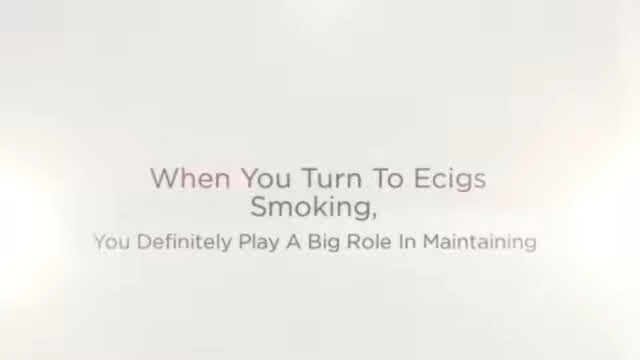 When You Turn To Ecigs
Smoking,
You Definitely Play A Big Role In Maintaining